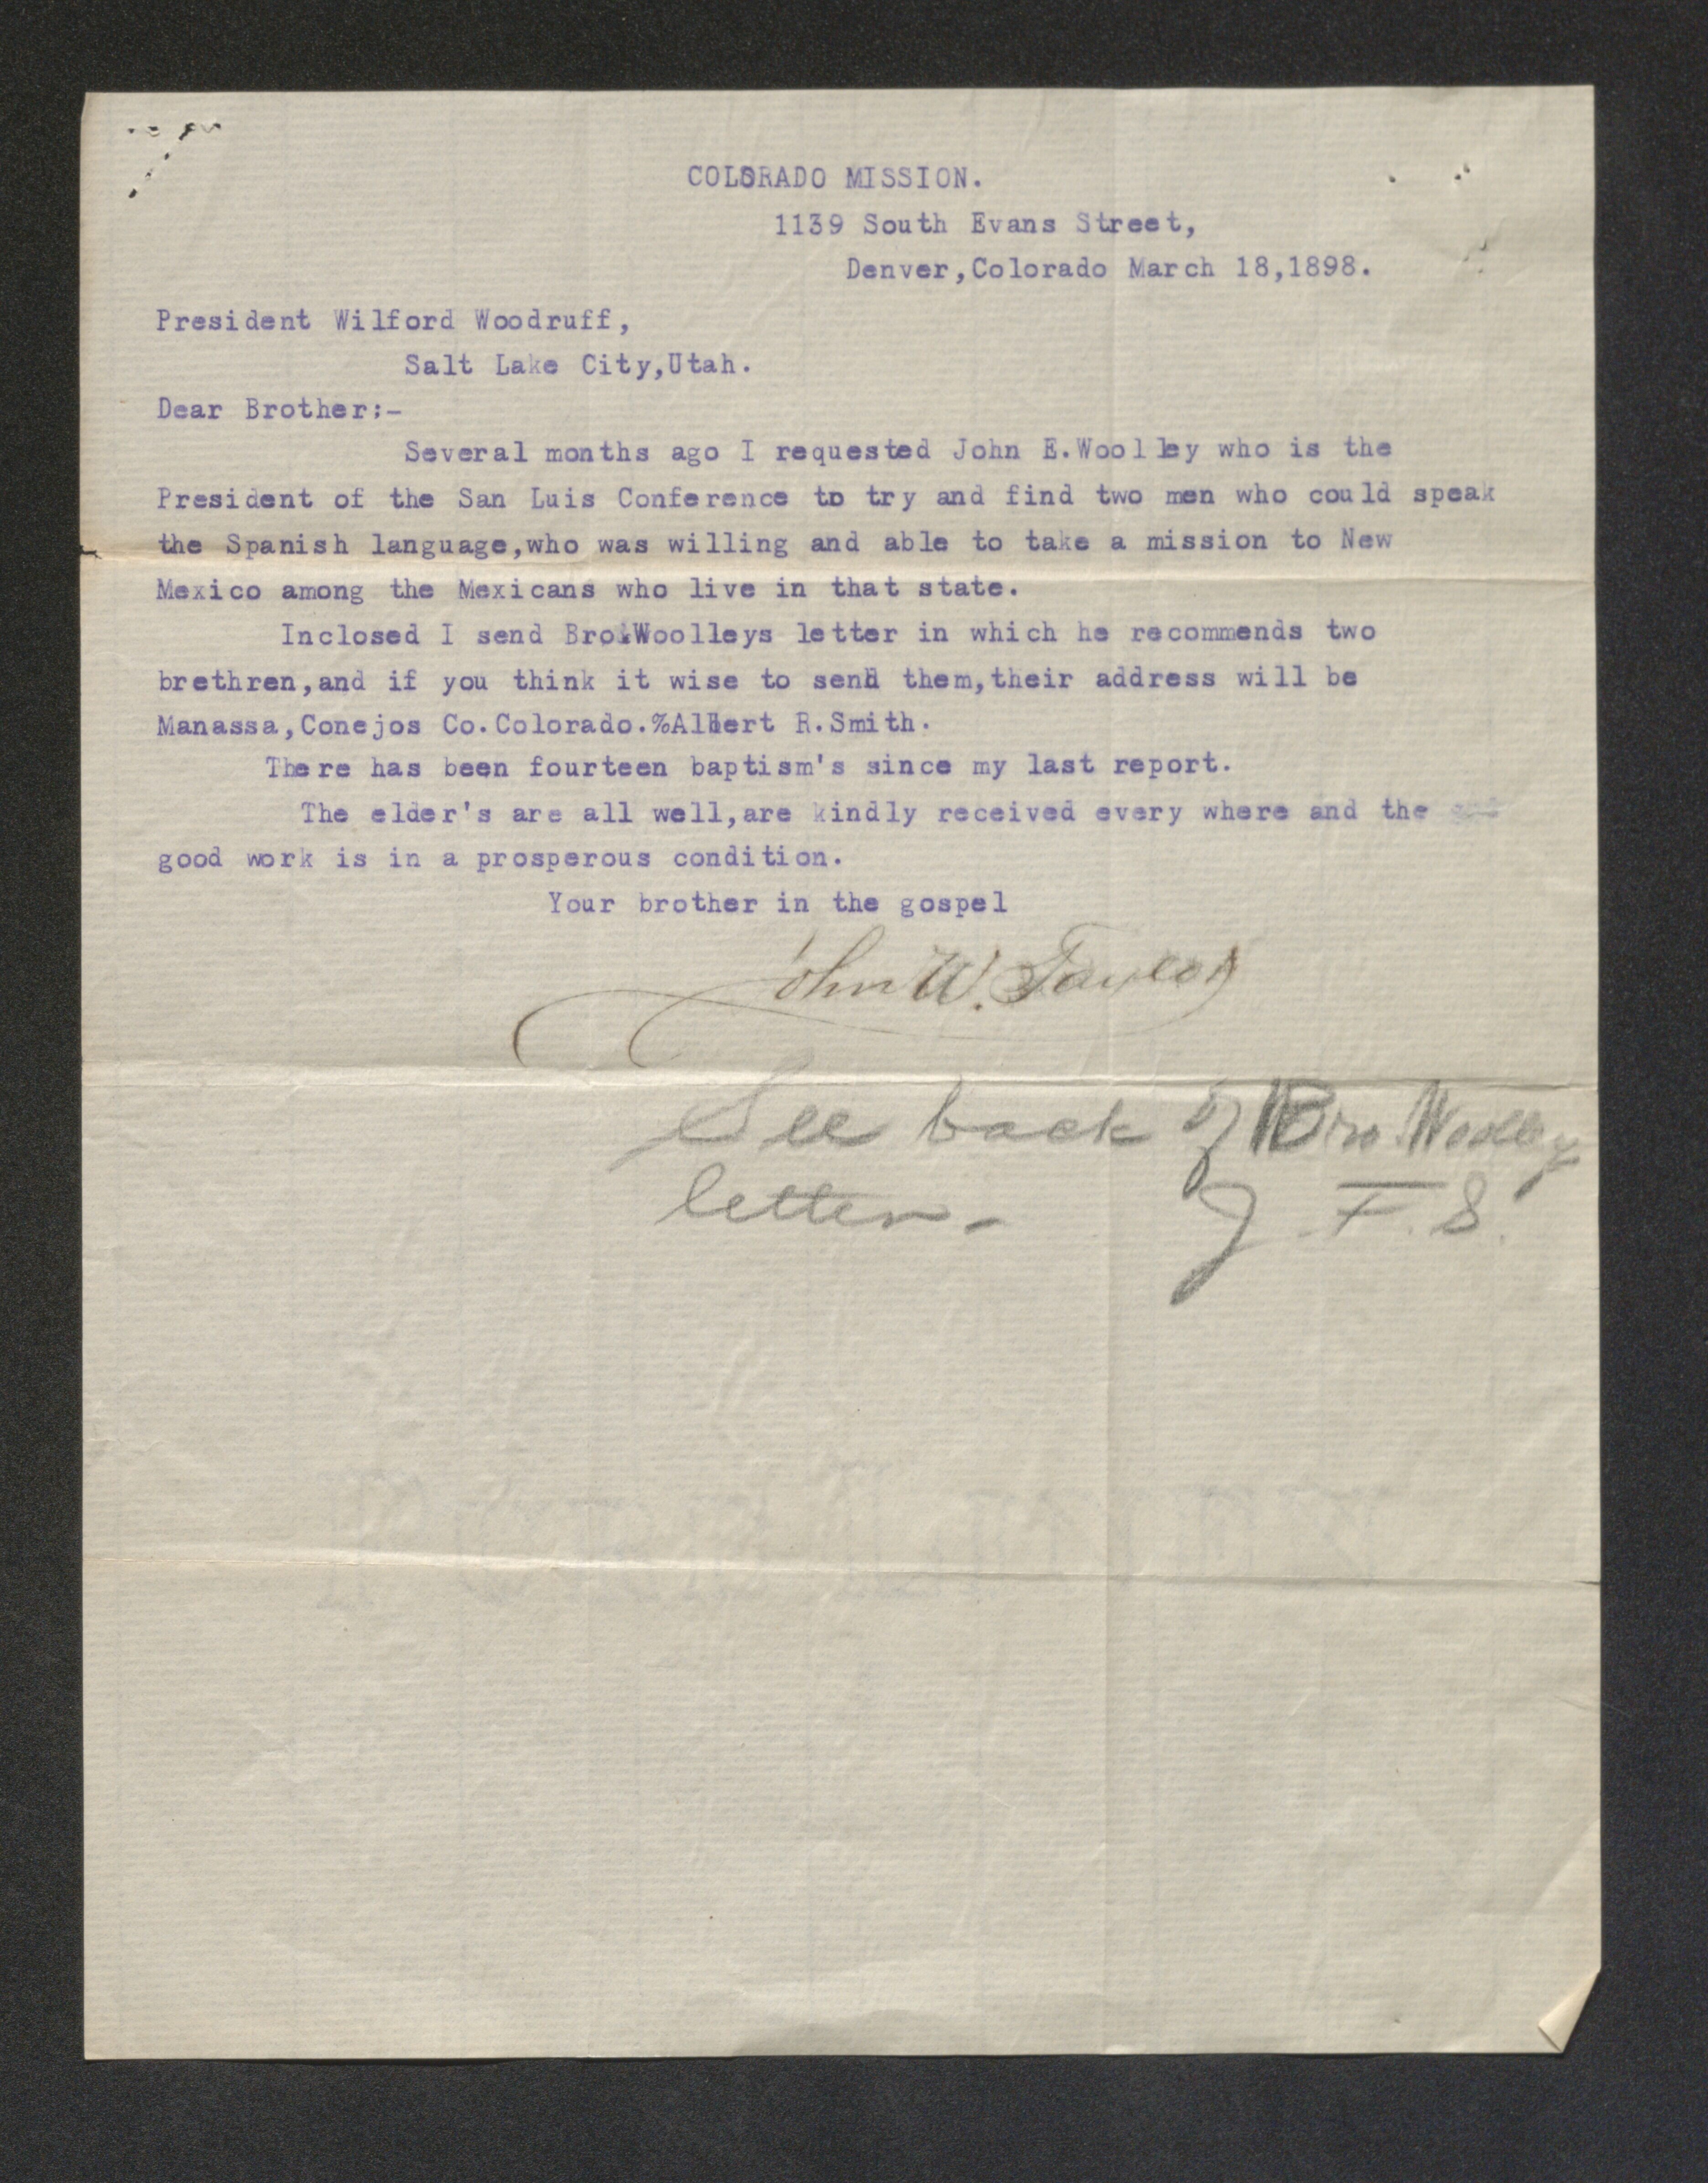 COLORADO MISSION.
1139 South Evans Street,
Denver,Colorado March 18,1898.
President Wilford Woodruff,
Salt Lake City,Utah.
Dear Brother:-
Several months ago I requested John E.Woolley who is the
President of the San Luis Conference to try and find two men who could speak
the Spanish language,who was willing and able to take a mission to New
Mexico among the Mexicans who live in that state.
Inclosed I send Bro.Woolleys letter in which he recommends two
brethren,and if you think it wise to send them,their address will be
Manassa,Conejos Co.Colorado.%Albert R.Smith.
There has been fourteen baptism's since my last report.
The elder's are all well,are kindly received every where and the
good work is in a prosperous condition.
Your brother in the gospel
John W. Taylor
See back of Bro. Woolley
letter- J. F. S.